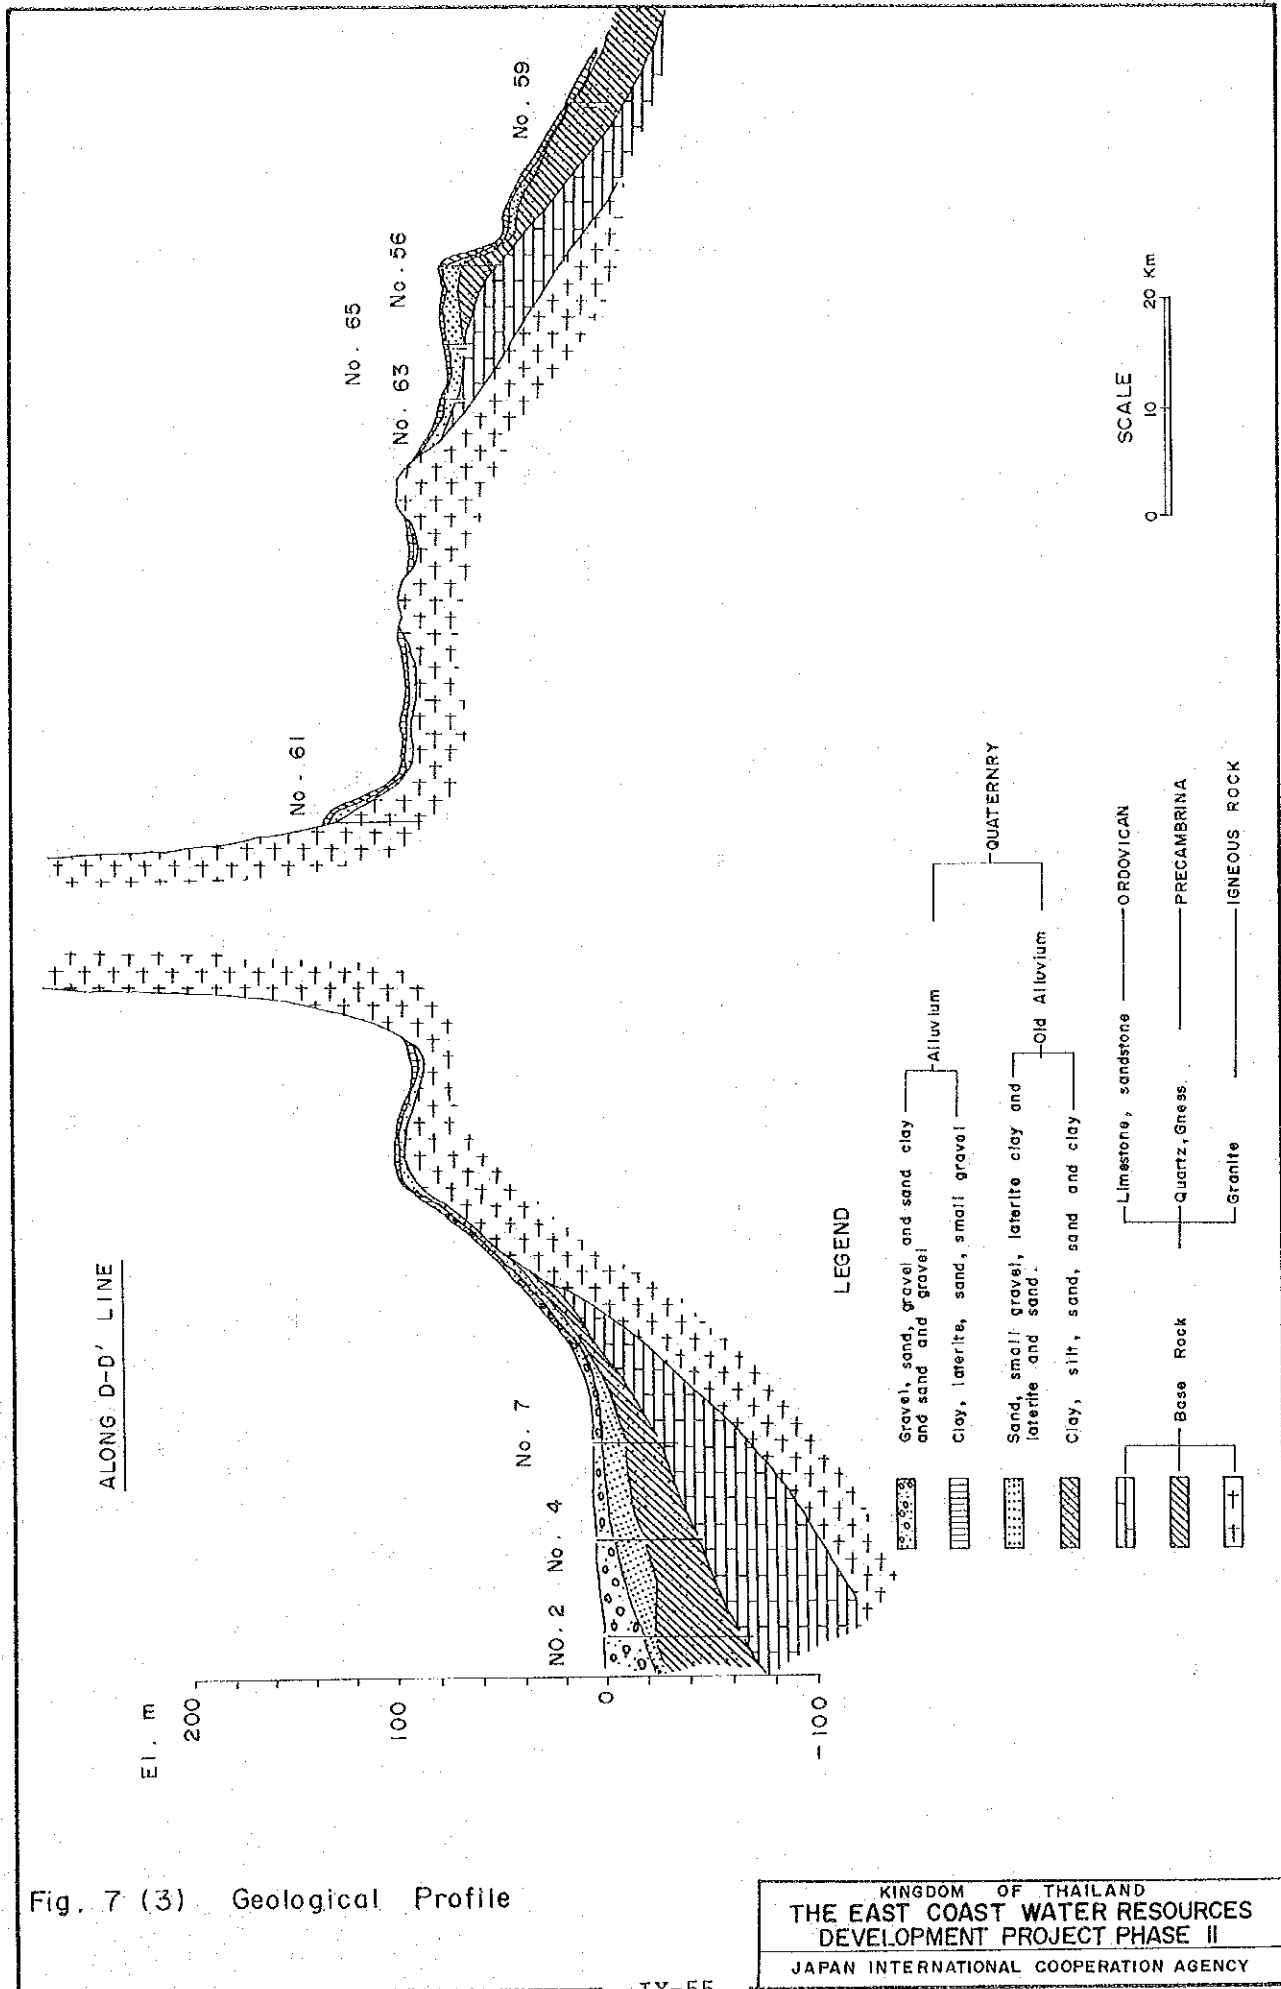 ALONG D-D' LINE
El. m
200
100
0
-100
NO. 2
No. 4
No. 7
No. 61
No. 63
No. 65
No. 56
No. 59
SCALE
0 10 20 Km
LEGEND
Gravel, sand, gravel and sand clay
and sand and gravel
Clay, laterite, sand, small gravel
Alluvium
Sand, small gravel, laterite clay and
laterite and sand.
Clay, silt, sand, sand and clay
Old Alluvium
QUATERNRY
Base Rock
Limestone, sandstone
ORDOVICAN
Quartz, Gness.
PRECAMBRINA
Granite
IGNEOUS ROCK
Fig. 7 (3) Geological Profile
KINGDOM OF THAILAND
THE EAST COAST WATER RESOURCES
DEVELOPMENT PROJECT PHASE II
JAPAN INTERNATIONAL COOPERATION AGENCY